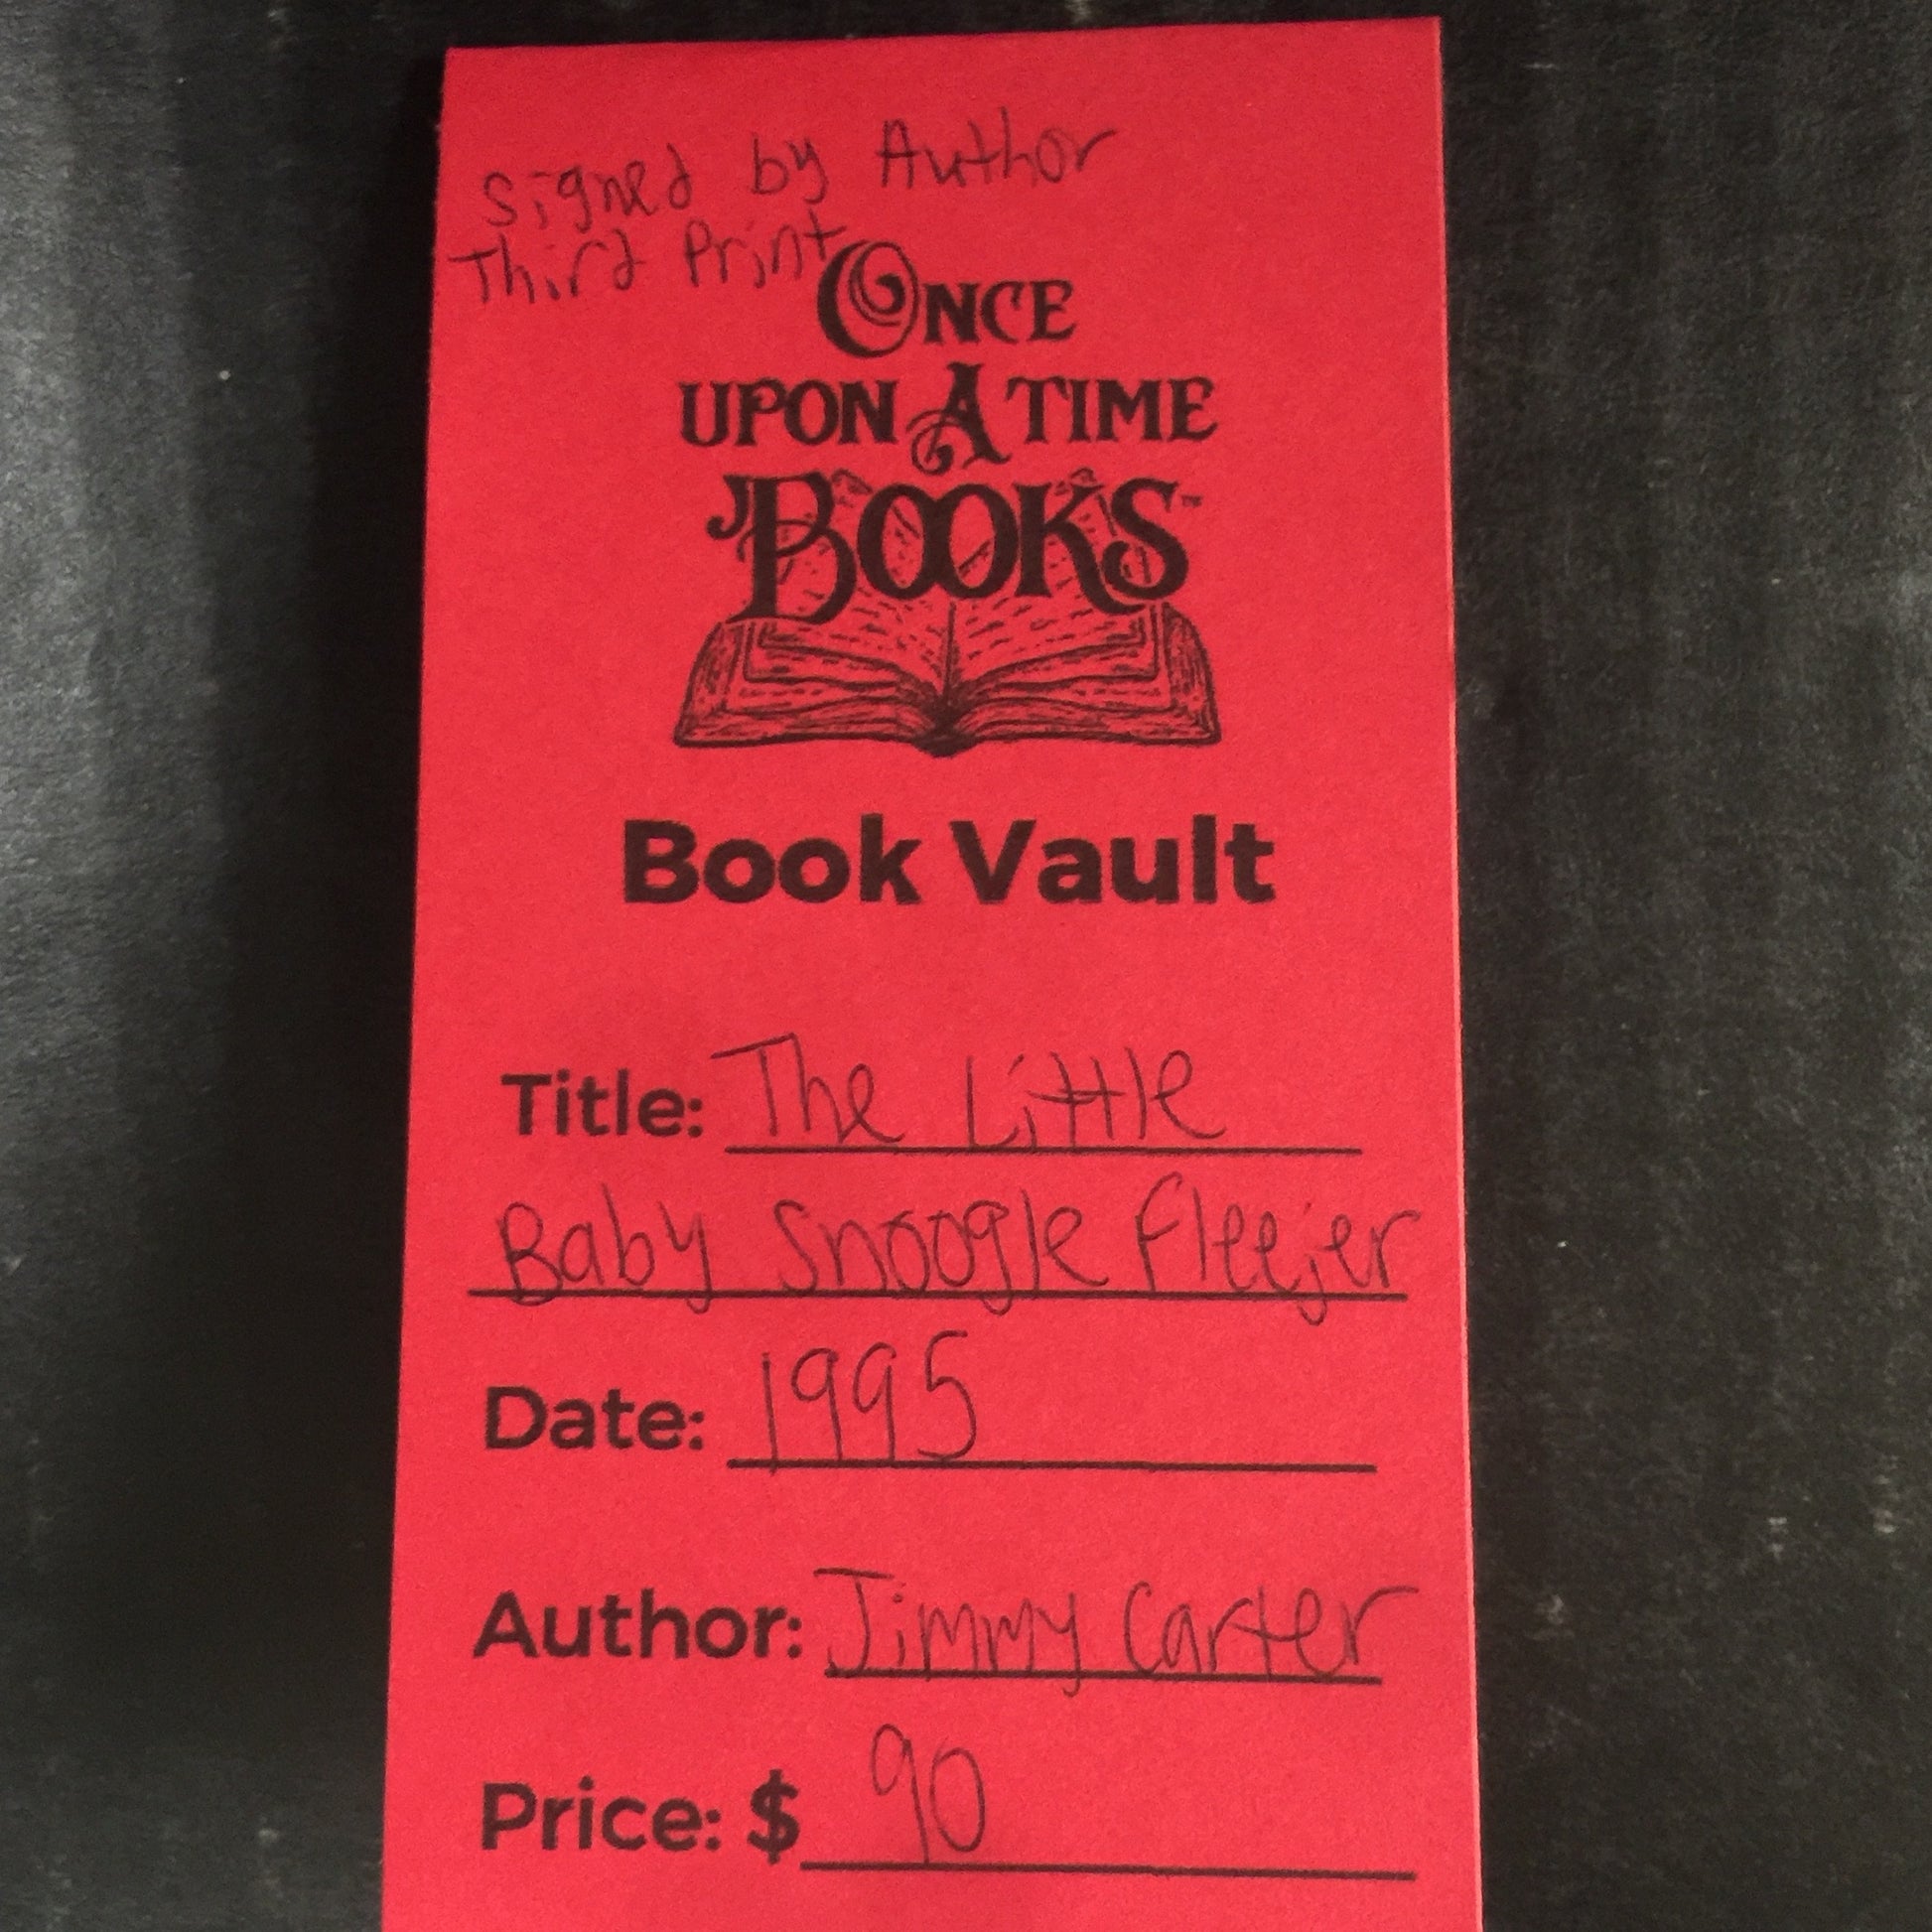 Signed by Author
Third Print
ONCE
UPON A TIME
BOOKS™
Book Vault
Title: The Little
Baby Snoogle Fleejer
Date: 1995
Author: Jimmy Carter
Price: $ 90